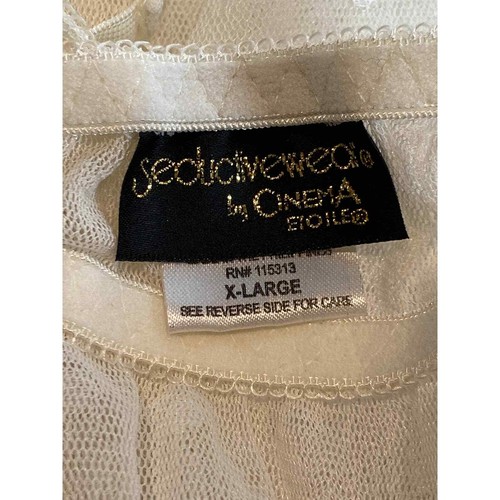 Seductivewear®
by CINEMA
ETOILE®
RN# 115313
X-LARGE
SEE REVERSE SIDE FOR CARE